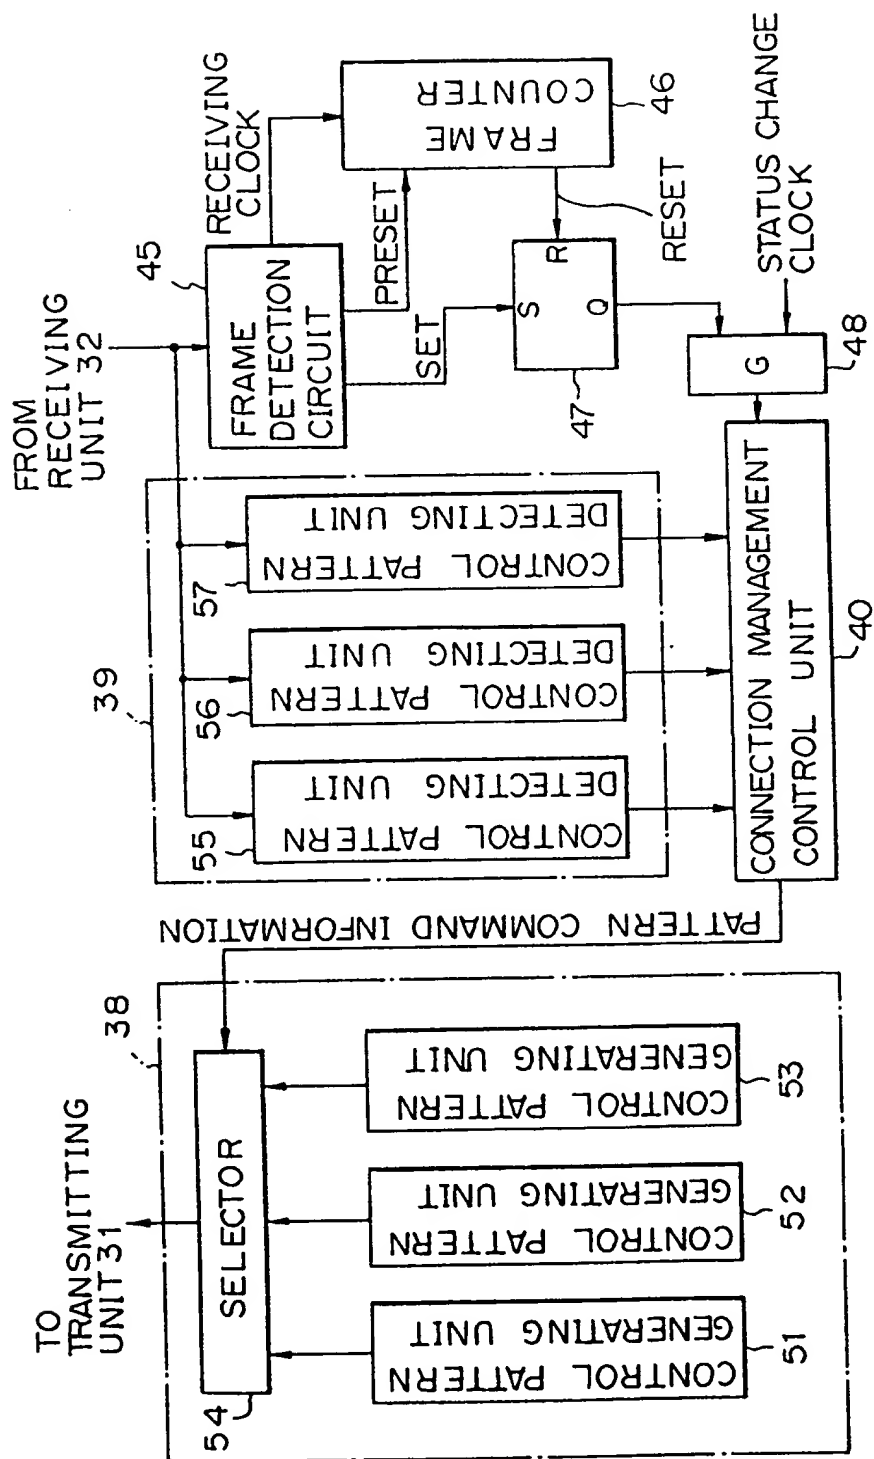 TO
TRANSMITTING
UNIT 31
54
SELECTOR
38
CONTROL PATTERN
GENERATING UNIT
51
CONTROL PATTERN
GENERATING UNIT
52
CONTROL PATTERN
GENERATING UNIT
53
PATTERN COMMAND INFORMATION
FROM
RECEIVING
UNIT 32
39
55
CONTROL PATTERN
DETECTING UNIT
56
CONTROL PATTERN
DETECTING UNIT
57
CONTROL PATTERN
DETECTING UNIT
CONNECTION MANAGEMENT
CONTROL UNIT
40
45
FRAME
DETECTION
CIRCUIT
RECEIVING
CLOCK
PRESET
SET
FRAME
COUNTER
46
RESET
S
R
Q
47
G
48
STATUS CHANGE
CLOCK